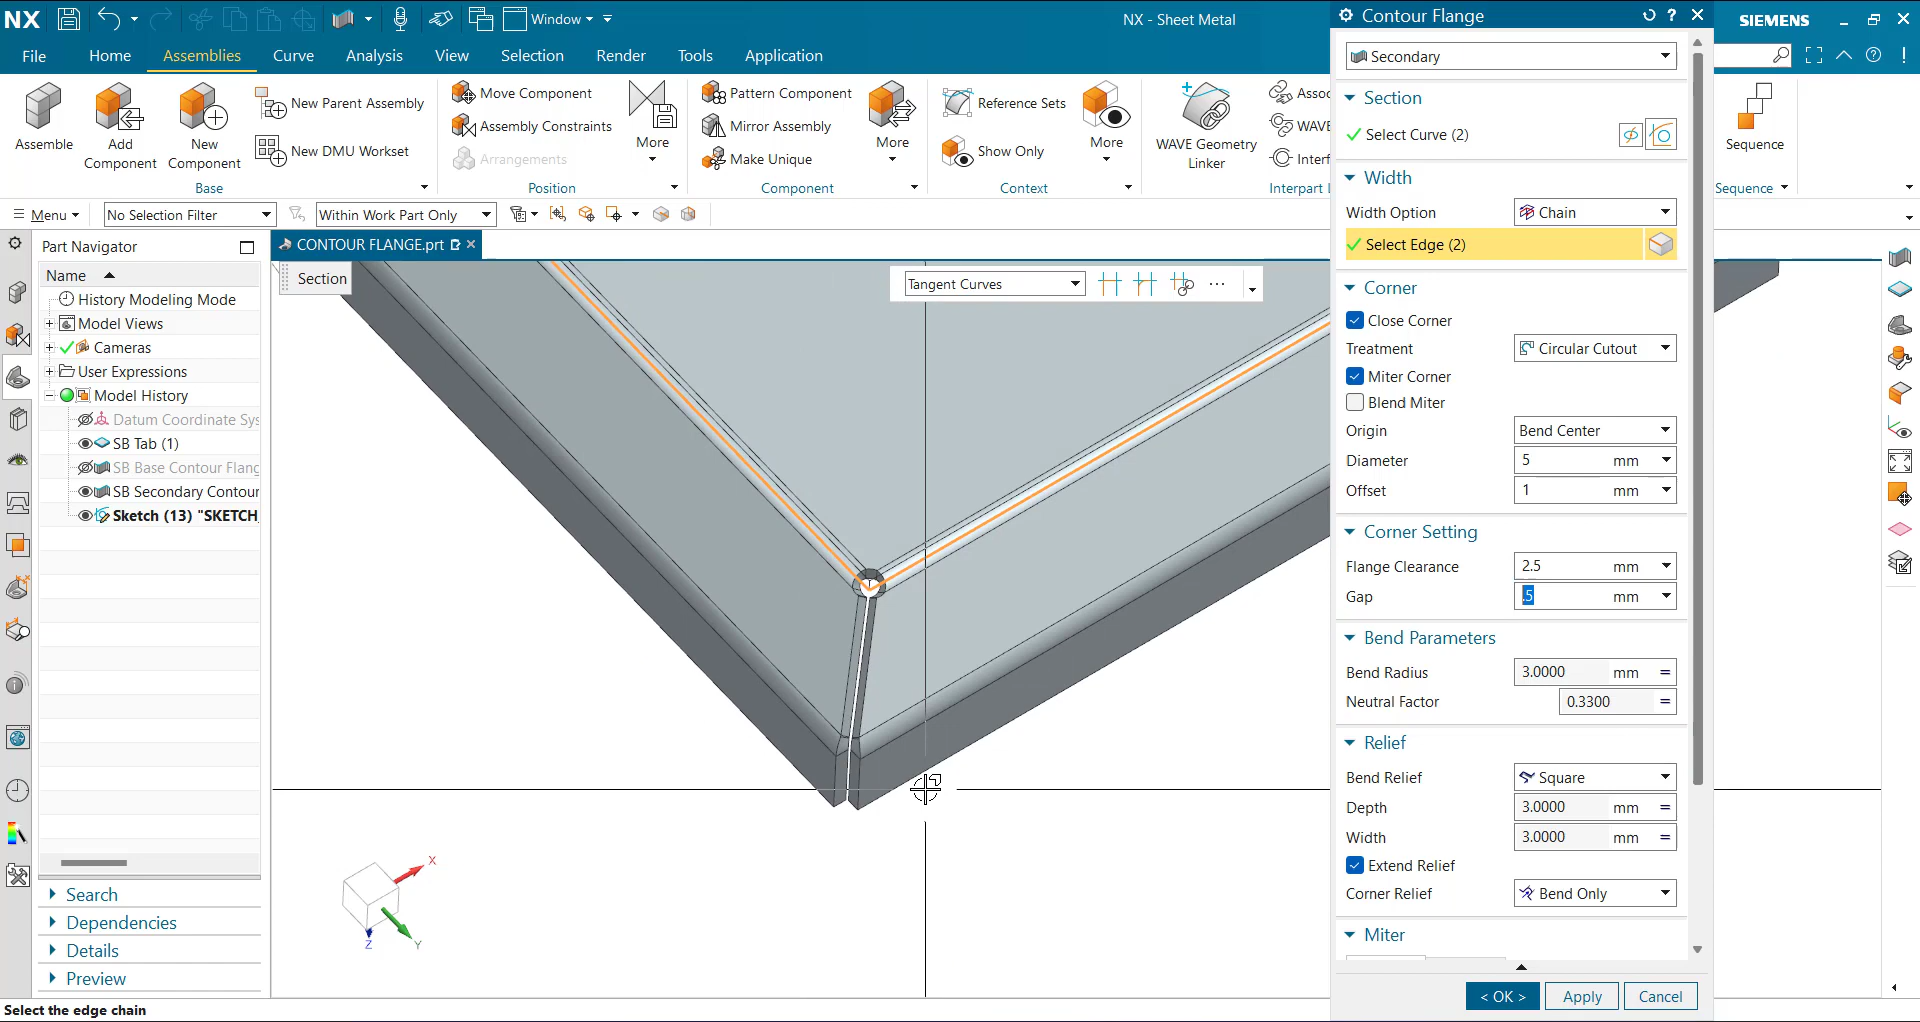 NX
Window
NX - Sheet Metal
Contour Flange
SIEMENS
File
Home
Assemblies
Curve
Analysis
View
Selection
Render
Tools
Application
Assemble
Add Component
New Component
New Parent Assembly
New DMU Workset
Base
Move Component
Assembly Constraints
Arrangements
More
Position
Pattern Component
Mirror Assembly
Make Unique
More
Component
Reference Sets
Show Only
More
Context
WAVE Geometry Linker
Assoc
WAVE
Interf
Interpart L
Sequence
Sequence
Menu
No Selection Filter
Within Work Part Only
Part Navigator
CONTOUR FLANGE.prt
Section
Tangent Curves
Name
History Modeling Mode
Model Views
Cameras
User Expressions
Model History
Datum Coordinate Sys
SB Tab (1)
SB Base Contour Flang
SB Secondary Contour
Sketch (13) "SKETCH
Search
Dependencies
Details
Preview
X
Y
Z
Secondary
Section
Select Curve (2)
Width
Width Option
Chain
Select Edge (2)
Corner
Close Corner
Treatment
Circular Cutout
Miter Corner
Blend Miter
Origin
Bend Center
Diameter
5 mm
Offset
1 mm
Corner Setting
Flange Clearance
2.5 mm
Gap
.5 mm
Bend Parameters
Bend Radius
3.0000 mm =
Neutral Factor
0.3300 =
Relief
Bend Relief
Square
Depth
3.0000 mm =
Width
3.0000 mm =
Extend Relief
Corner Relief
Bend Only
Miter
< OK >
Apply
Cancel
Select the edge chain